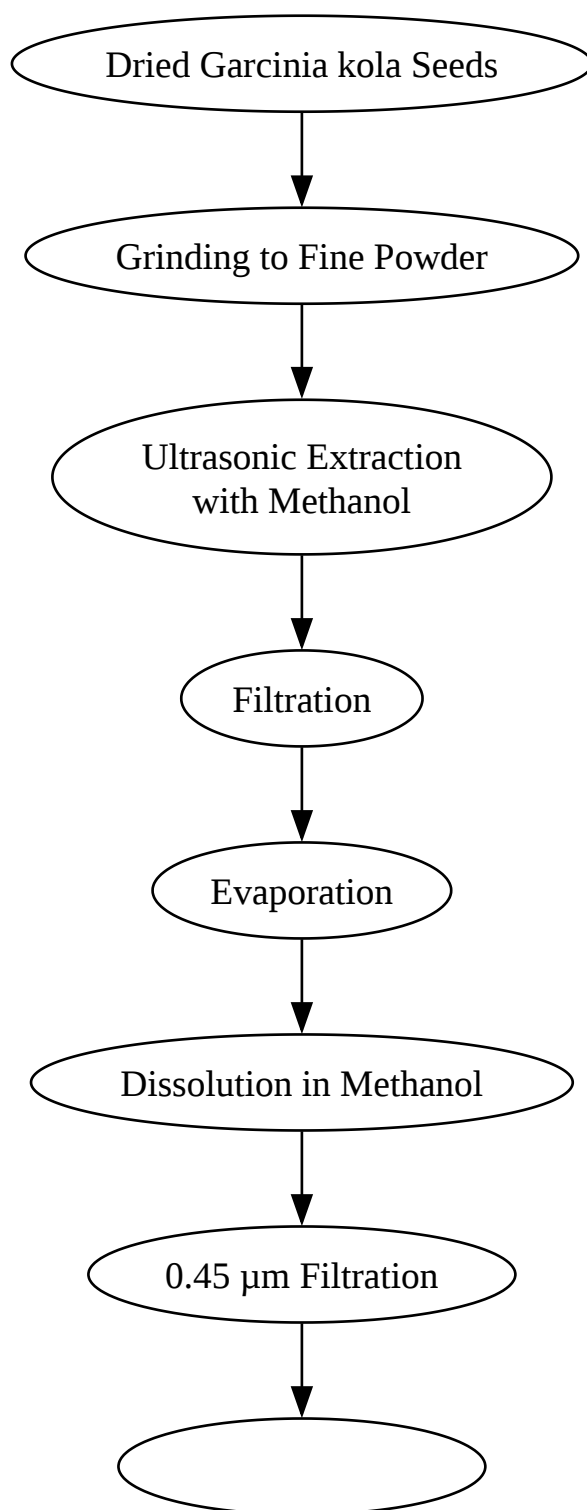 Dried Garcinia kola Seeds
Grinding to Fine Powder
Ultrasonic Extraction
with Methanol
Filtration
Evaporation
Dissolution in Methanol
0.45 µm Filtration